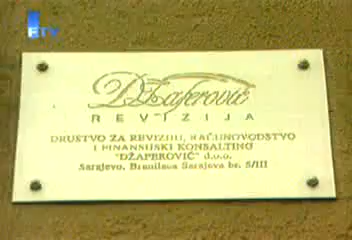 FTV
Džaferović
REVIZIJA
DRUŠTVO ZA REVIZIJU, RAČUNOVODSTVO
I FINANSIJSKI KONSALTING
"DŽAFEROVIĆ" d.o.o.
Sarajevo, Branilaca Sarajeva br. 5/III